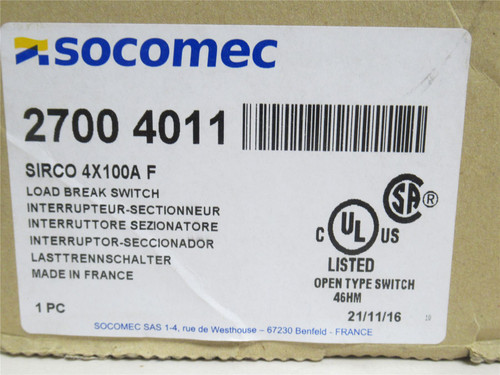 socomec
2700 4011
SIRCO 4X100A F
LOAD BREAK SWITCH
INTERRUPTEUR-SECTIONNEUR
INTERRUTTORE SEZIONATORE
INTERRUPTOR-SECCIONADOR
LASTTRENNSCHALTER
MADE IN FRANCE
1 PC
SA ®
C UL US
LISTED
OPEN TYPE SWITCH
46HM
21/11/16
SOCOMEC SAS 1-4, rue de Westhouse – 67230 Benfeld - FRANCE